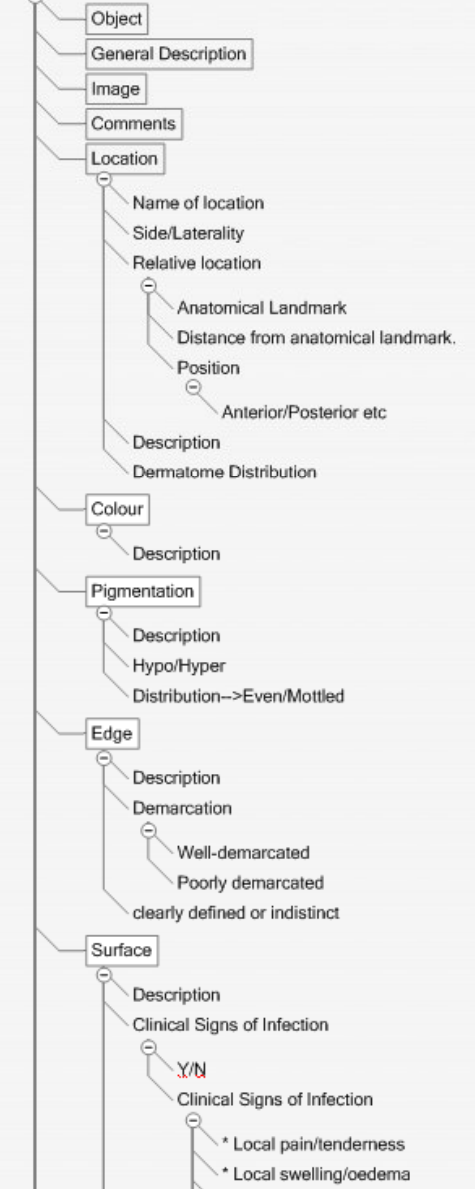 Object
General Description
Image
Comments
Location
Name of location
Side/Laterality
Relative location
Anatomical Landmark
Distance from anatomical landmark.
Position
Anterior/Posterior etc
Description
Dermatome Distribution
Colour
Description
Pigmentation
Description
Hypo/Hyper
Distribution-->Even/Mottled
Edge
Description
Demarcation
Well-demarcated
Poorly demarcated
clearly defined or indistinct
Surface
Description
Clinical Signs of Infection
Y/N
Clinical Signs of Infection
* Local pain/tenderness
* Local swelling/oedema